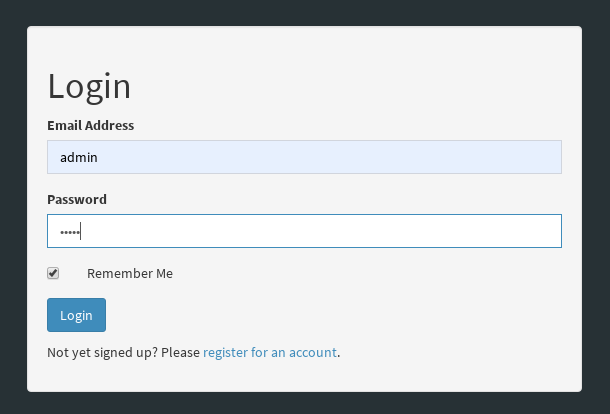 Login
Email Address
admin
Password
•••••
Remember Me
Login
Not yet signed up? Please register for an account.